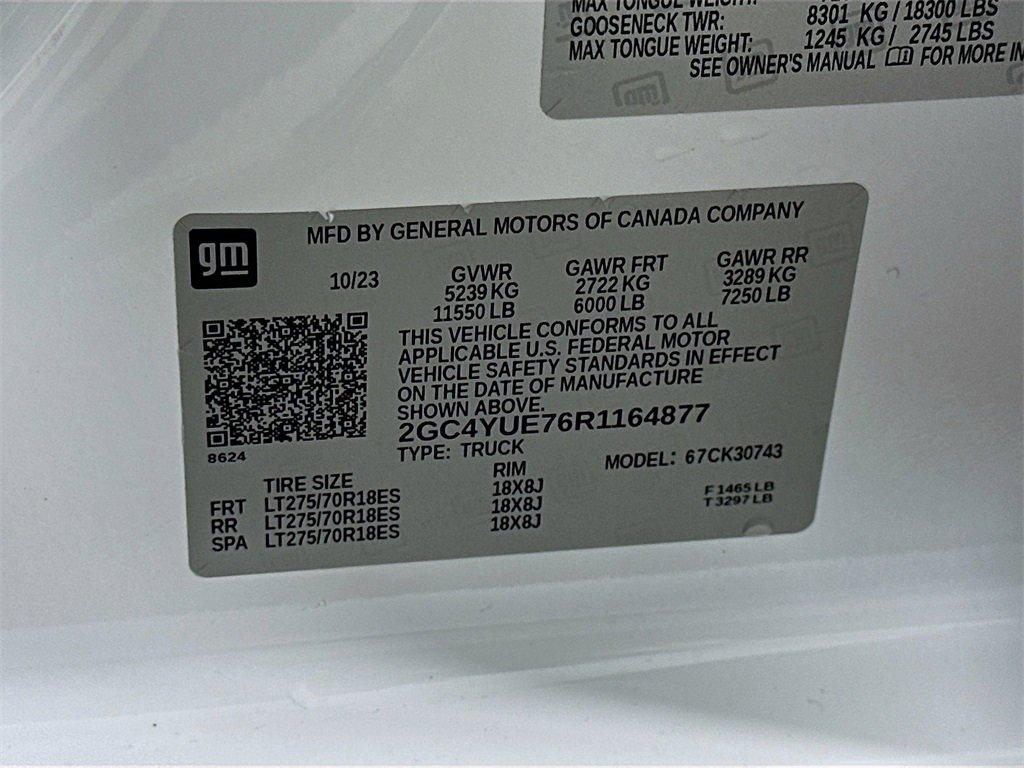 MAX TONGUE WEIGHT:
GOOSENECK TWR: 8301 KG / 18300 LBS
MAX TONGUE WEIGHT: 1245 KG / 2745 LBS
SEE OWNER'S MANUAL FOR MORE IN
gm
MFD BY GENERAL MOTORS OF CANADA COMPANY
10/23 GVWR GAWR FRT GAWR RR
5239 KG 2722 KG 3289 KG
11550 LB 6000 LB 7250 LB
THIS VEHICLE CONFORMS TO ALL
APPLICABLE U.S. FEDERAL MOTOR
VEHICLE SAFETY STANDARDS IN EFFECT
ON THE DATE OF MANUFACTURE
SHOWN ABOVE.
2GC4YUE76R1164877
8624
TYPE: TRUCK MODEL: 67CK30743
TIRE SIZE RIM
FRT LT275/70R18ES 18X8J
RR LT275/70R18ES 18X8J
SPA LT275/70R18ES 18X8J
F 1465 LB
T 3297 LB